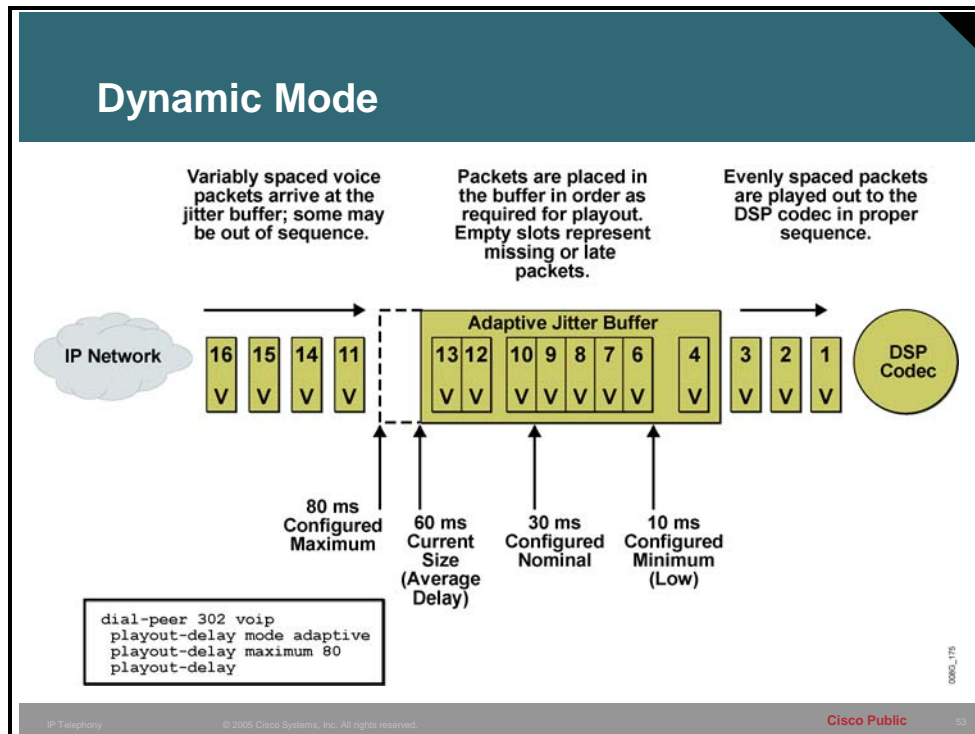 Dynamic Mode
Variably spaced voice
packets arrive at the
jitter buffer; some may
be out of sequence.
Packets are placed in
the buffer in order as
required for playout.
Empty slots represent
missing or late
packets.
Evenly spaced packets
are played out to the
DSP codec in proper
sequence.
IP Network
16 V
15 V
14 V
11 V
Adaptive Jitter Buffer
13 V
12 V
10 V
9 V
8 V
7 V
6 V
4 V
3 V
2 V
1 V
DSP
Codec
80 ms
Configured
Maximum
60 ms
Current
Size
(Average
Delay)
30 ms
Configured
Nominal
10 ms
Configured
Minimum
(Low)
dial-peer 302 voip
playout-delay mode adaptive
playout-delay maximum 80
playout-delay
008G_175
IP Telephony
© 2005 Cisco Systems, Inc. All rights reserved.
Cisco Public
53